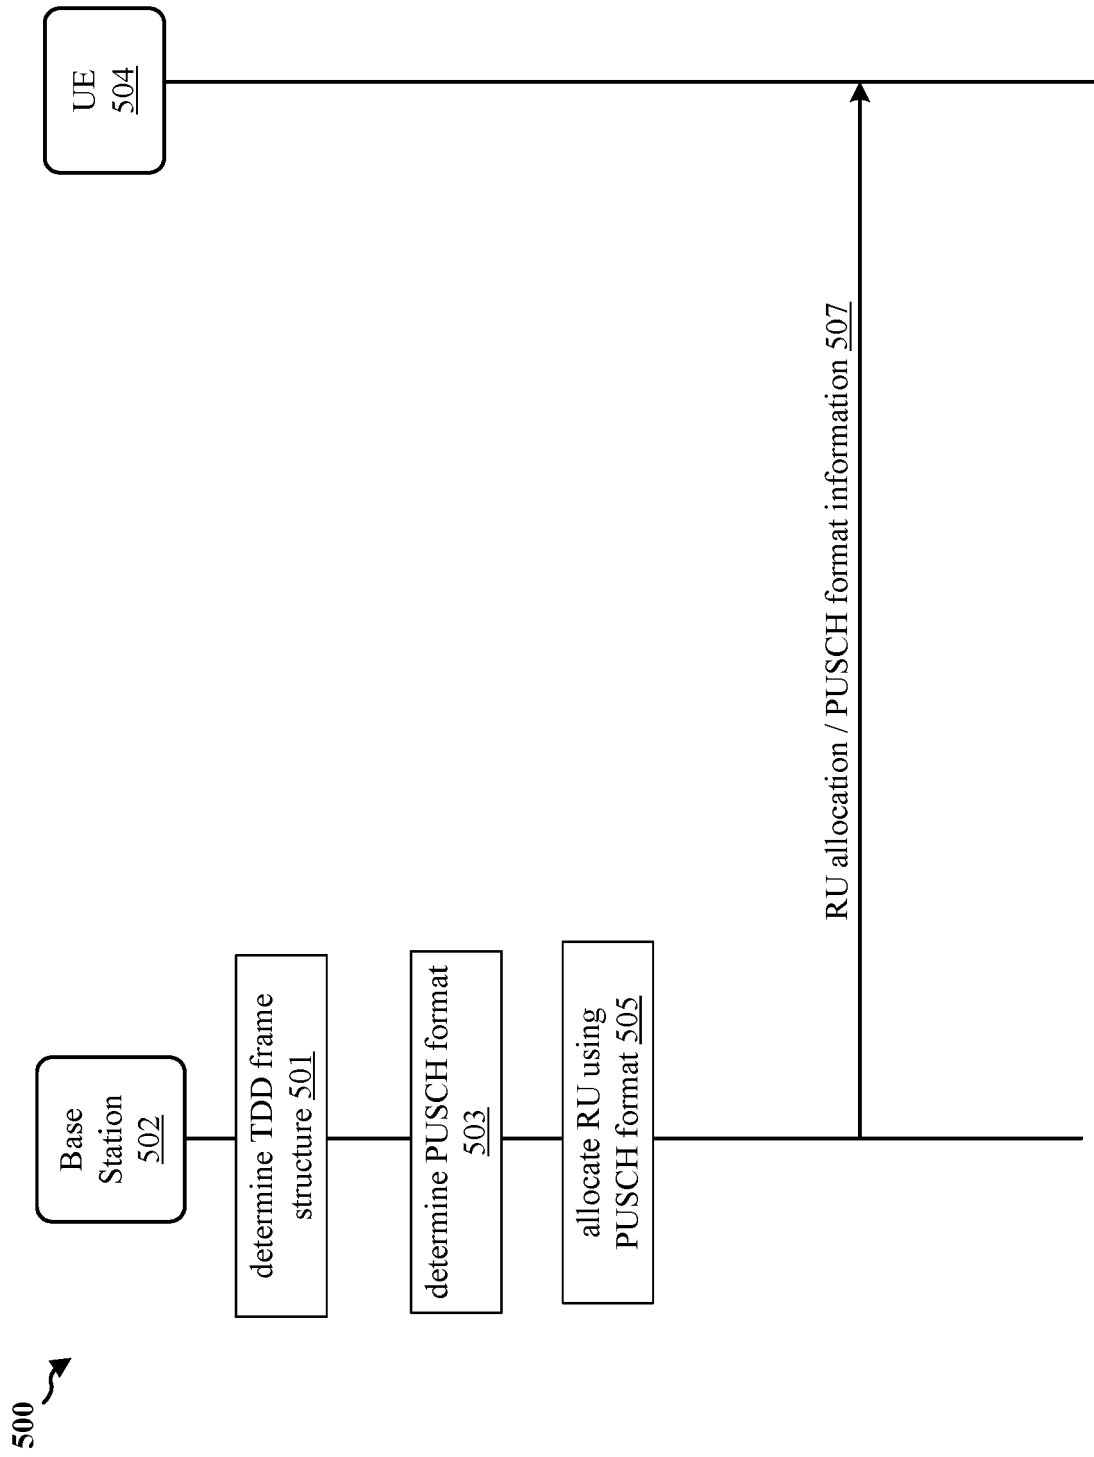 500
Base
Station
502
UE
504
determine TDD frame
structure 501
determine PUSCH format
503
allocate RU using
PUSCH format 505
RU allocation / PUSCH format information 507